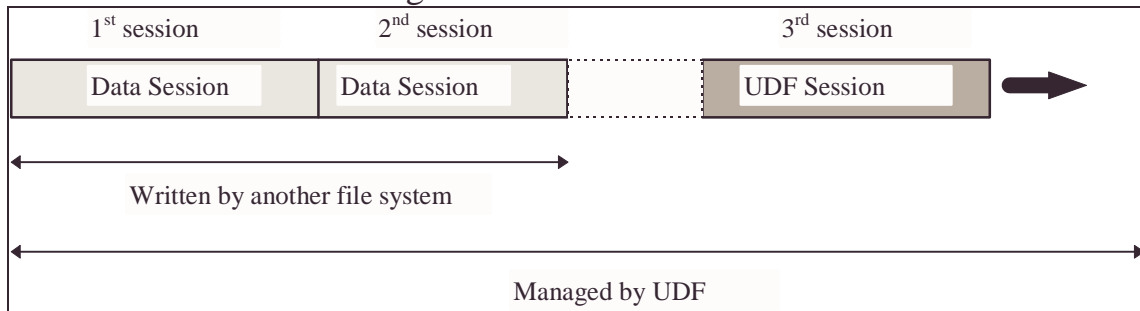 1st session 2nd session 3rd session
Data Session Data Session UDF Session
Written by another file system
Managed by UDF